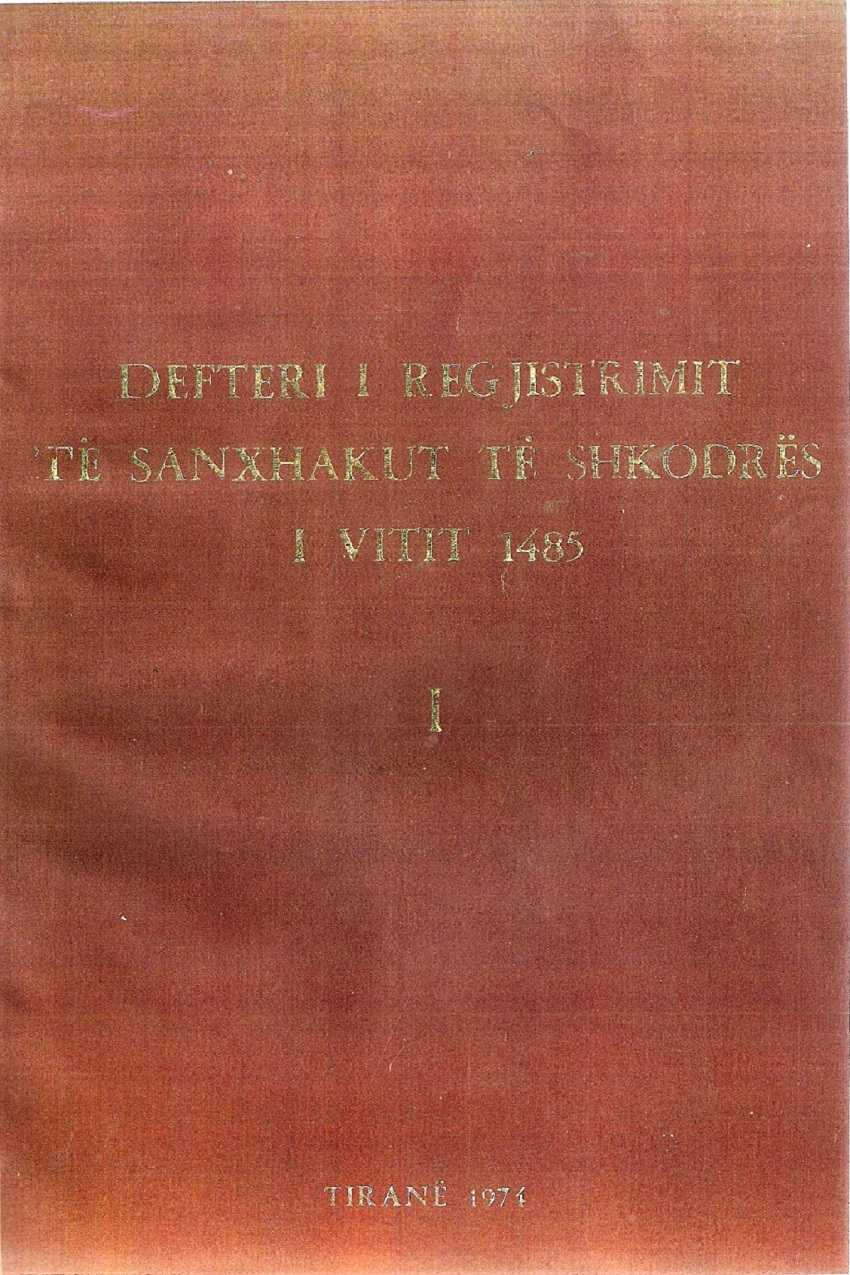 DEFTERI I REGJISTRIMIT
TË SANXHAKUT TË SHKODRËS
I VITIT 1485
I
TIRANË 1974